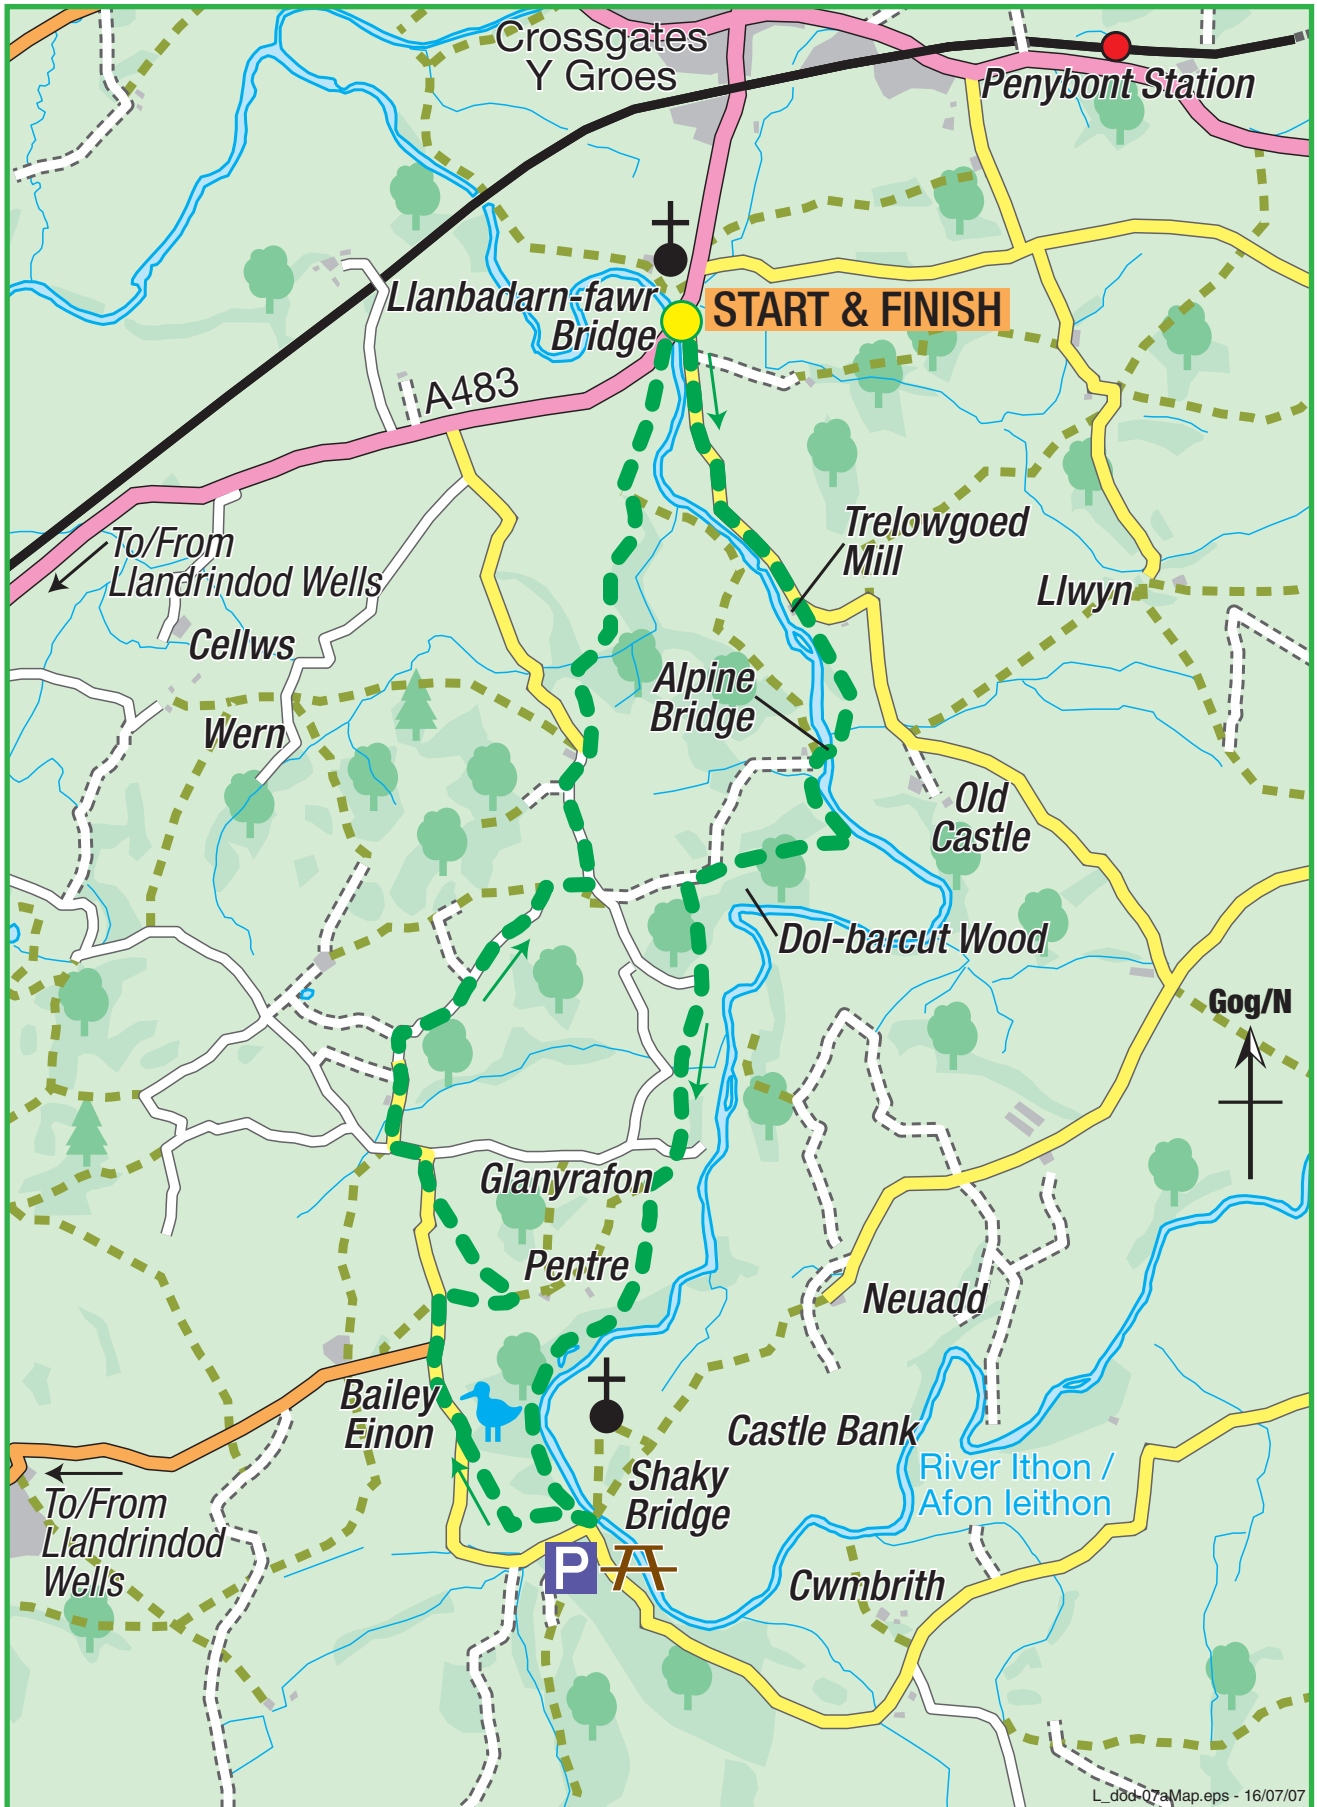 Crossgates
Y Groes
Penybont Station
Llanbadarn-fawr
Bridge
START & FINISH
A483
To/From
Llandrindod Wells
Trelowgoed
Mill
Llwyn
Cellws
Alpine
Bridge
Wern
Old
Castle
Dol-barcut Wood
Gog/N
Glanyrafon
Pentre
Neuadd
Bailey
Einon
Castle Bank
River Ithon /
Afon Ieithon
Shaky
Bridge
To/From
Llandrindod
Wells
P
Cwmbrith
L_dod-07aMap.eps - 16/07/07